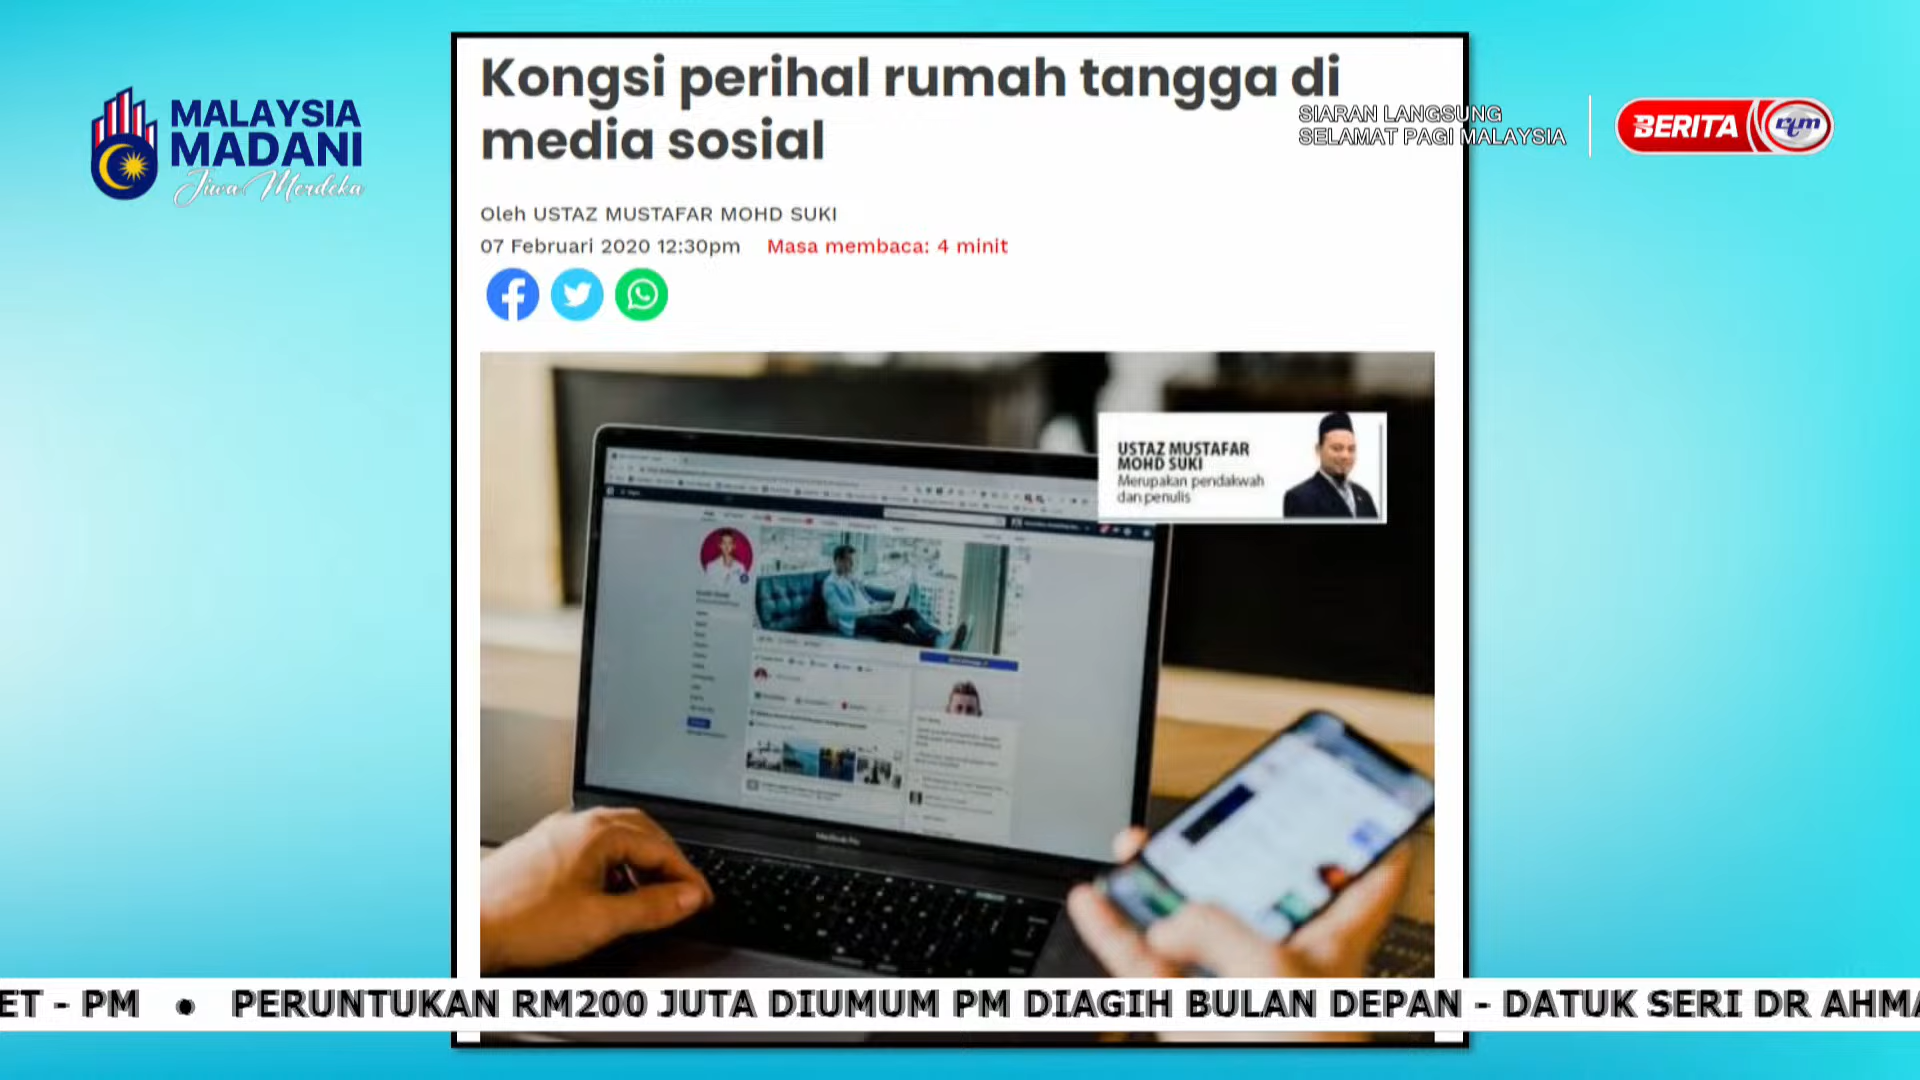 Kongsi perihal rumah tangga di
media sosial
MALAYSIA
MADANI
Jiwa Merdeka
SIARAN LANGSUNG
SELAMAT PAGI MALAYSIA
BERITA rtm
Oleh USTAZ MUSTAFAR MOHD SUKI
07 Februari 2020 12:30pm Masa membaca: 4 minit
USTAZ MUSTAFAR
MOHD SUKI
Merupakan pendakwah
dan penulis
MacBook Pro
ET - PM • PERUNTUKAN RM200 JUTA DIUMUM PM DIAGIH BULAN DEPAN - DATUK SERI DR AHMA